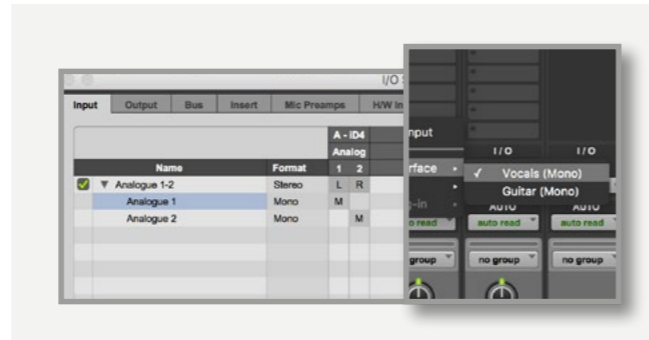 I/O
Input Output Bus Insert Mic Preamps H/W In
A - iD4
Analog
Name Format 1 2
Analogue 1-2 Stereo L R
Analogue 1 Mono M
Analogue 2 Mono M
nput
I/O I/O
rface ✓ Vocals (Mono)
Guitar (Mono)
g-in
AUTO AUTO
o read auto read auto read
group no group no group